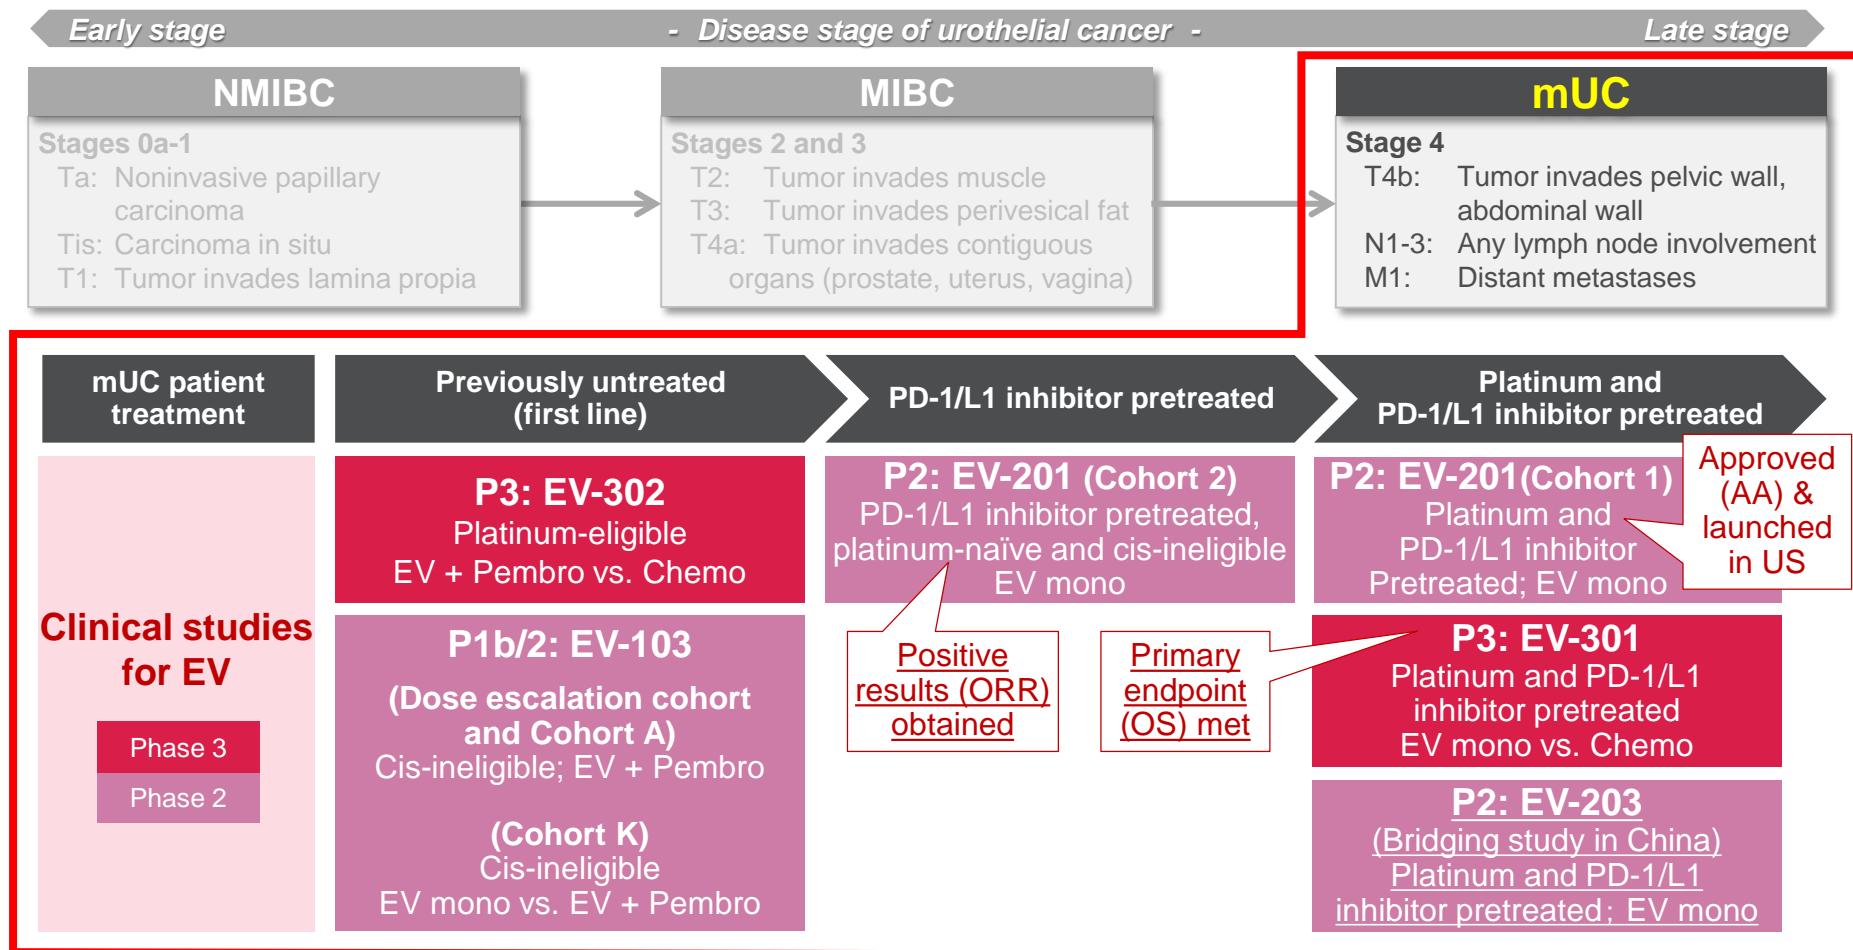 Early stage - Disease stage of urothelial cancer - Late stage
NMIBC
Stages 0a-1
Ta: Noninvasive papillary
carcinoma
Tis: Carcinoma in situ
T1: Tumor invades lamina propia
MIBC
Stages 2 and 3
T2: Tumor invades muscle
T3: Tumor invades perivesical fat
T4a: Tumor invades contiguous
organs (prostate, uterus, vagina)
mUC
Stage 4
T4b: Tumor invades pelvic wall,
abdominal wall
N1-3: Any lymph node involvement
M1: Distant metastases
mUC patient
treatment
Previously untreated
(first line)
PD-1/L1 inhibitor pretreated
Platinum and
PD-1/L1 inhibitor pretreated
Clinical studies
for EV
Phase 3
Phase 2
P3: EV-302
Platinum-eligible
EV + Pembro vs. Chemo
P1b/2: EV-103
(Dose escalation cohort
and Cohort A)
Cis-ineligible; EV + Pembro
(Cohort K)
Cis-ineligible
EV mono vs. EV + Pembro
P2: EV-201 (Cohort 2)
PD-1/L1 inhibitor pretreated,
platinum-naïve and cis-ineligible
EV mono
Positive
results (ORR)
obtained
P2: EV-201(Cohort 1)
Platinum and
PD-1/L1 inhibitor
Pretreated; EV mono
Approved
(AA) &
launched
in US
Primary
endpoint
(OS) met
P3: EV-301
Platinum and PD-1/L1
inhibitor pretreated
EV mono vs. Chemo
P2: EV-203
(Bridging study in China)
Platinum and PD-1/L1
inhibitor pretreated; EV mono